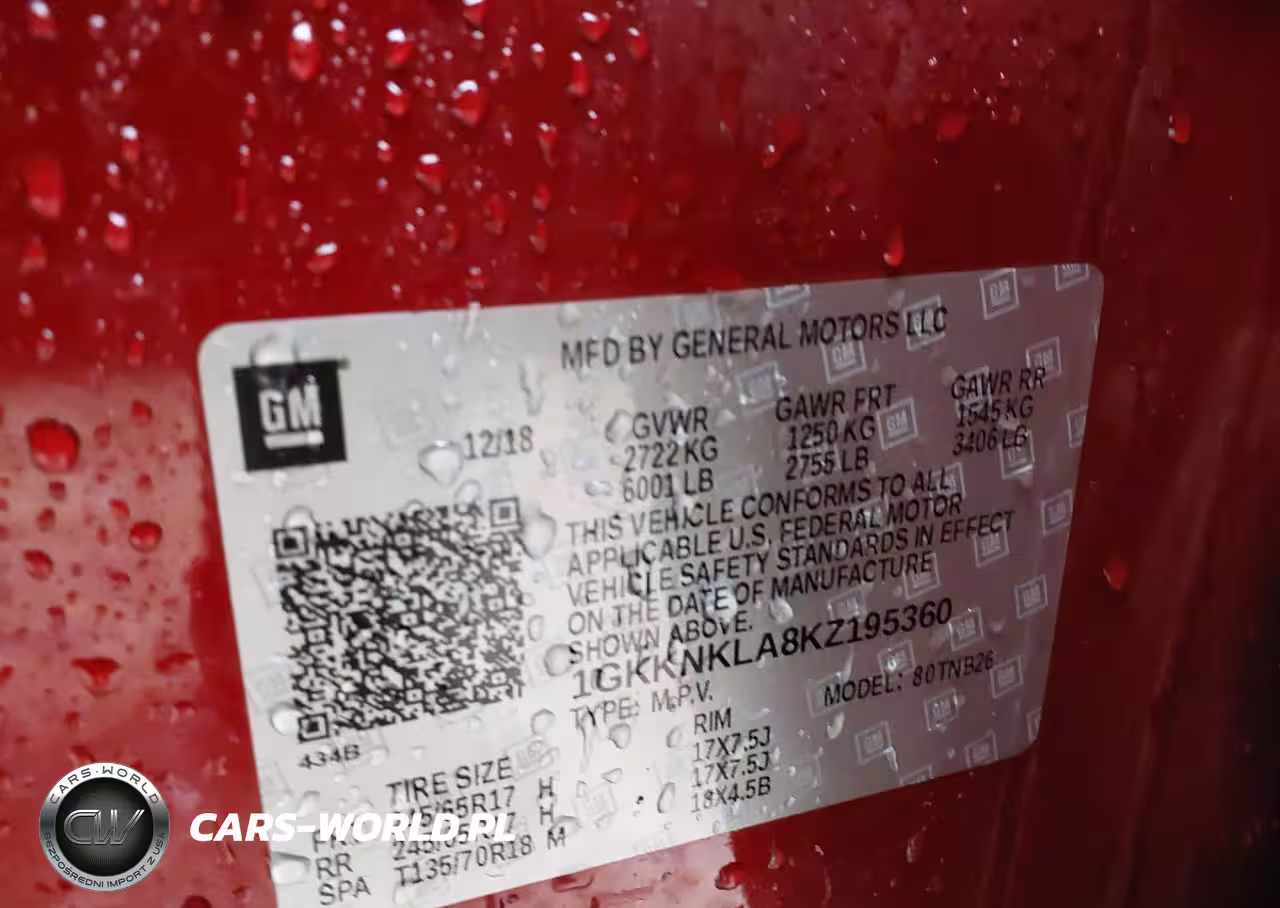 MFD BY GENERAL MOTORS LLC
GM
12/18
GVWR GAWR FRT GAWR RR
2722 KG 1250 KG 1545 KG
6001 LB 2755 LB 3406 LB
THIS VEHICLE CONFORMS TO ALL
APPLICABLE U.S. FEDERAL MOTOR
VEHICLE SAFETY STANDARDS IN EFFECT
ON THE DATE OF MANUFACTURE
SHOWN ABOVE.
1GKKNKLA8KZ195360
TYPE: M.P.V. MODEL: 80TNB26
434B
TIRE SIZE RIM
H 17X7.5J
RR H 17X7.5J
SPA T135/70R18 M 18X4.5B
CARS-WORLD
CW
BEZPOŚREDNI IMPORT Z USA
CARS-WORLD.PL